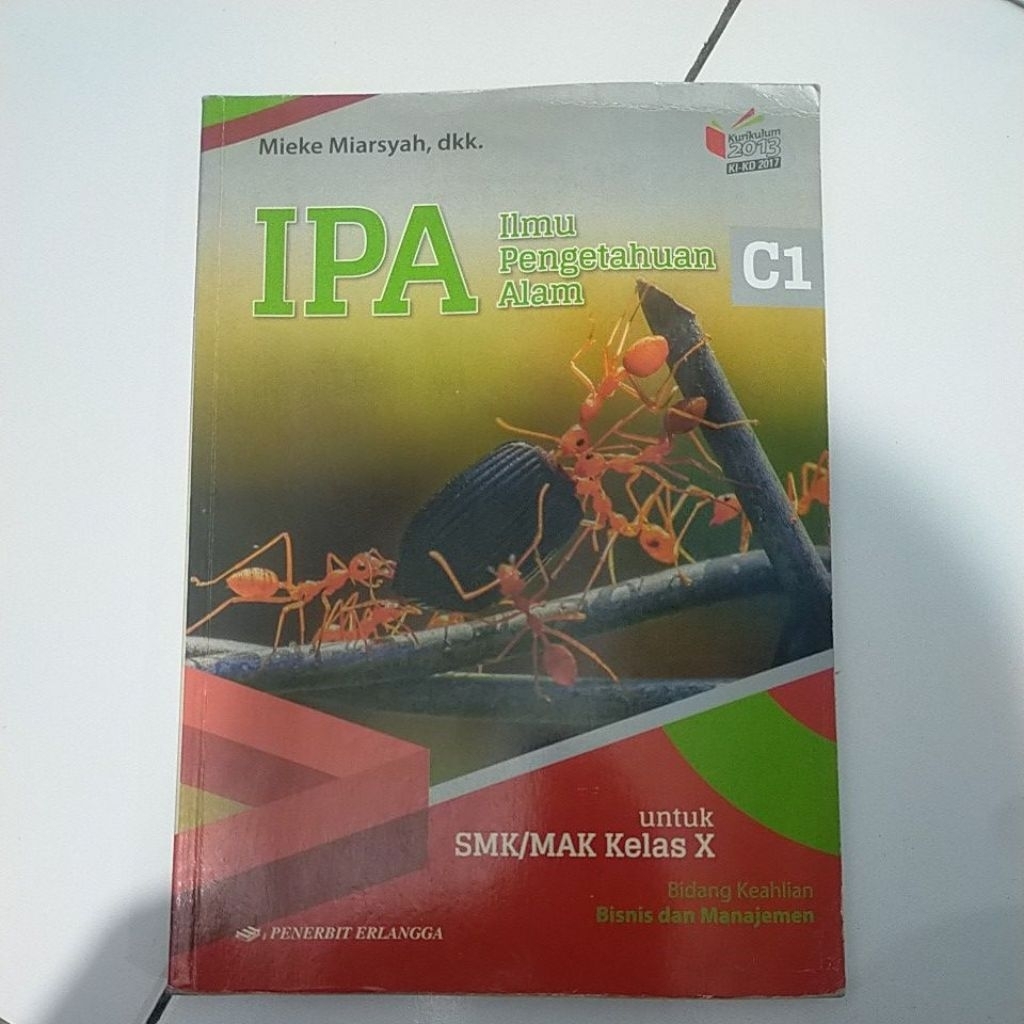 Mieke Miarsyah, dkk.
Kurikulum
2013
KI-KD 2017
IPA
Ilmu
Pengetahuan
Alam
C1
untuk
SMK/MAK Kelas X
Bidang Keahlian
Bisnis dan Manajemen
PENERBIT ERLANGGA